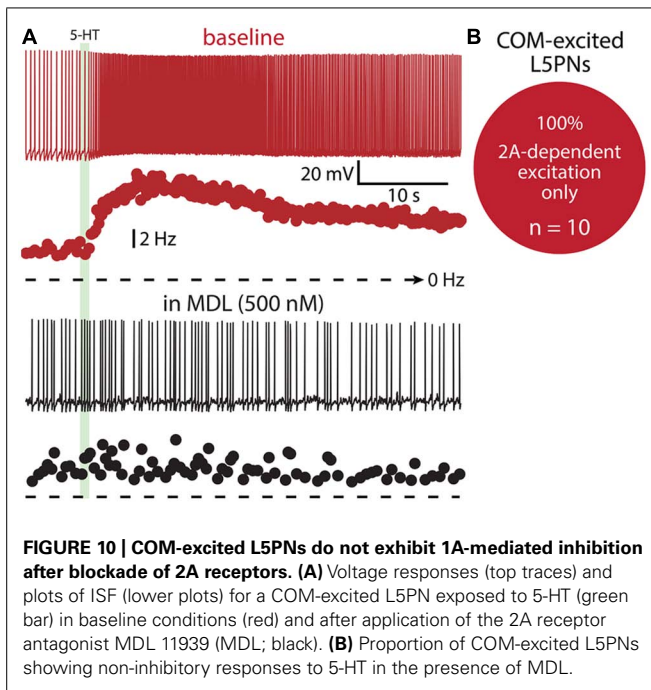 A
5-HT
baseline
B
COM-excited
L5PNs
100%
2A-dependent
excitation
only
n = 10
20 mV
10 s
2 Hz
0 Hz
in MDL (500 nM)
FIGURE 10 | COM-excited L5PNs do not exhibit 1A-mediated inhibition
after blockade of 2A receptors. (A) Voltage responses (top traces) and
plots of ISF (lower plots) for a COM-excited L5PN exposed to 5-HT (green
bar) in baseline conditions (red) and after application of the 2A receptor
antagonist MDL 11939 (MDL; black). (B) Proportion of COM-excited L5PNs
showing non-inhibitory responses to 5-HT in the presence of MDL.